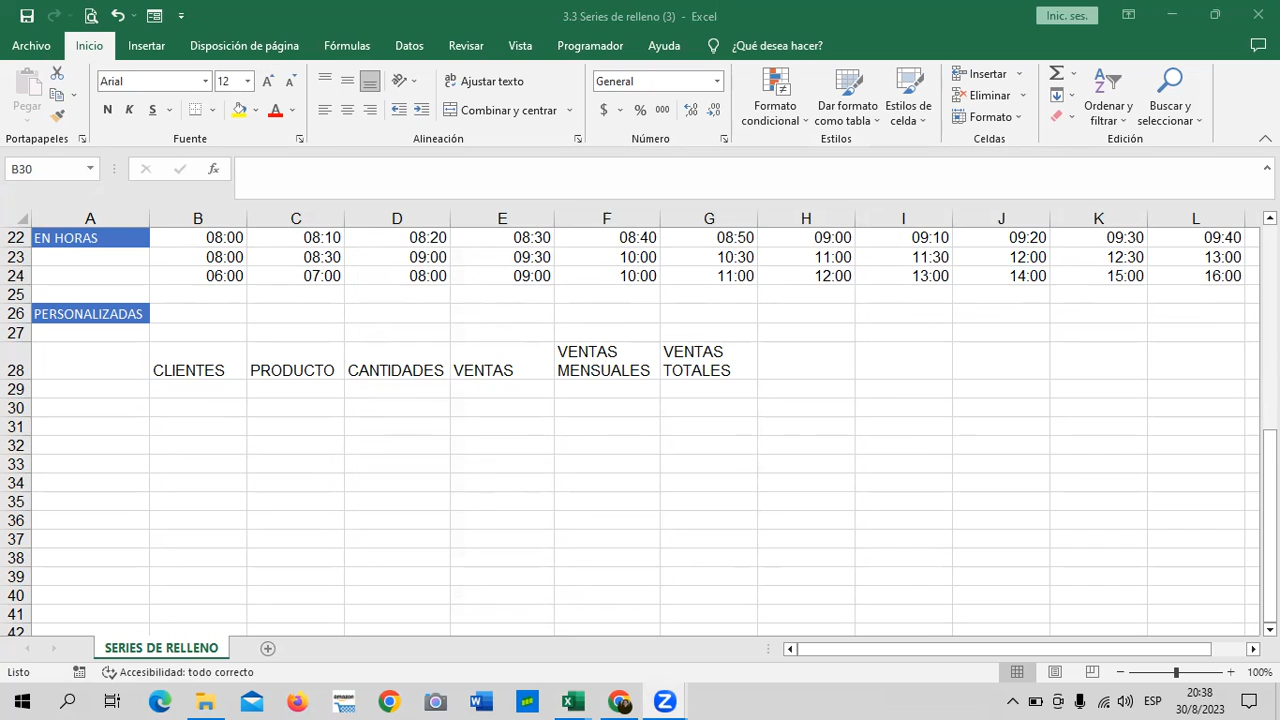 3.3 Series de relleno (3) - Excel
Inic. ses.
Archivo Inicio Insertar Disposición de página Fórmulas Datos Revisar Vista Programador Ayuda ¿Qué desea hacer?
Pegar
Portapapeles
Arial 12
N K S
Fuente
Ajustar texto
Combinar y centrar
Alineación
General
$ % 000
Número
Formato condicional
Dar formato como tabla
Estilos de celda
Estilos
Insertar
Eliminar
Formato
Celdas
Ordenar y filtrar
Buscar y seleccionar
Edición
B30 fx
A B C D E F G H I J K L
22 EN HORAS 08:00 08:10 08:20 08:30 08:40 08:50 09:00 09:10 09:20 09:30 09:40
23 08:00 08:30 09:00 09:30 10:00 10:30 11:00 11:30 12:00 12:30 13:00
24 06:00 07:00 08:00 09:00 10:00 11:00 12:00 13:00 14:00 15:00 16:00
25
26 PERSONALIZADAS
27
28 CLIENTES PRODUCTO CANTIDADES VENTAS VENTAS MENSUALES VENTAS TOTALES
29
30
31
32
33
34
35
36
37
38
39
40
41
42
SERIES DE RELLENO
Listo Accesibilidad: todo correcto 100%
amazon
ESP
20:38
30/8/2023